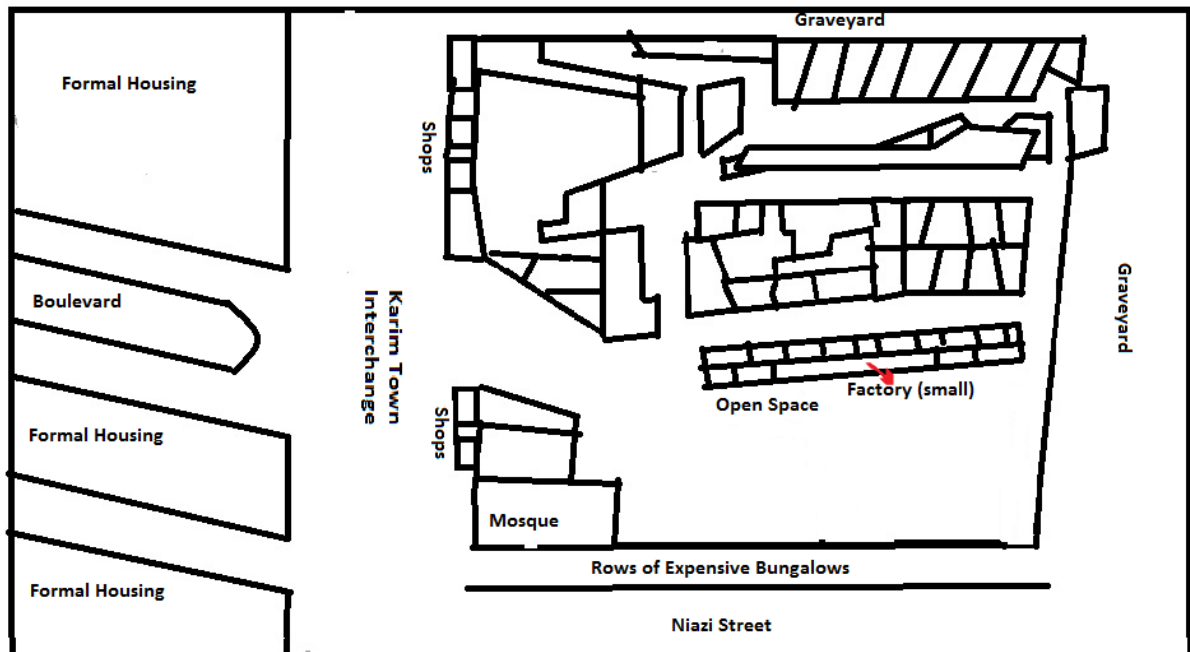 Graveyard
Formal Housing
Shops
Boulevard
Karim Town
Interchange
Graveyard
Factory (small)
Open Space
Formal Housing
Shops
Mosque
Rows of Expensive Bungalows
Formal Housing
Niazi Street